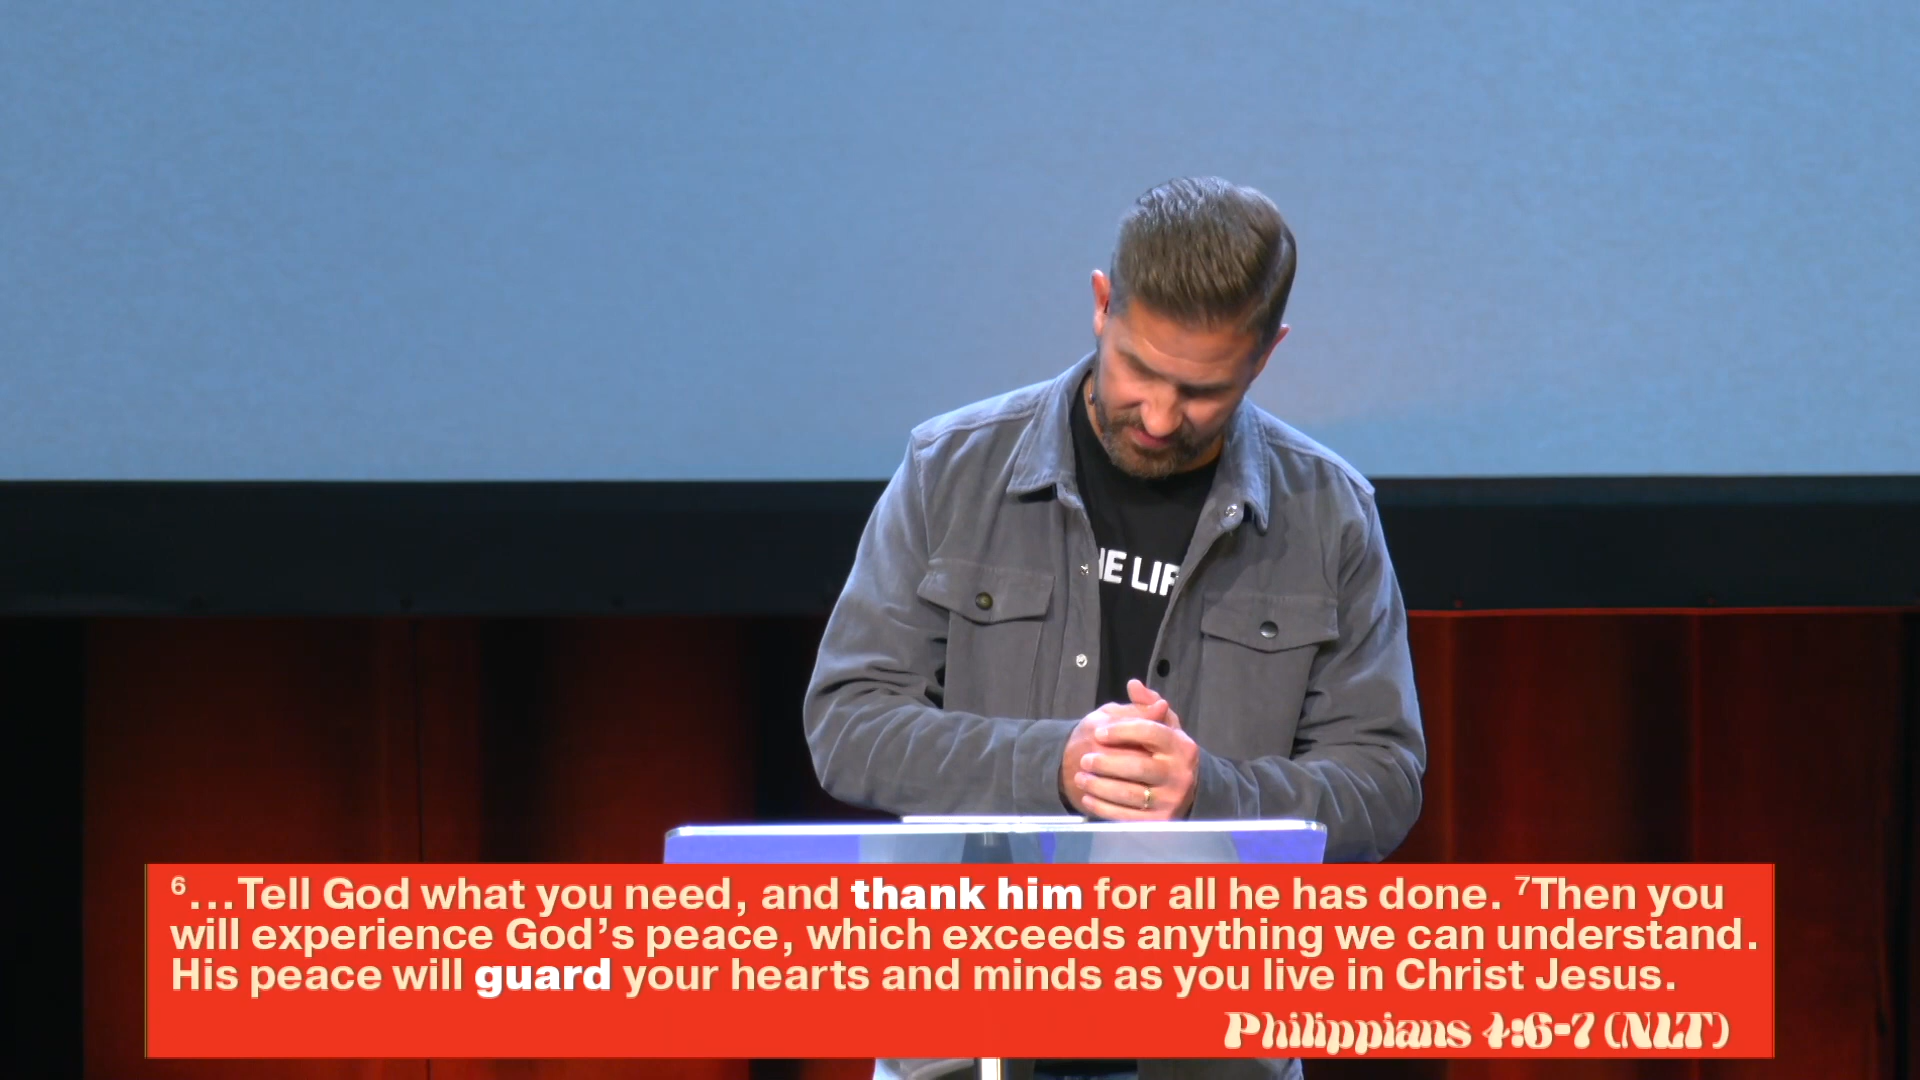 HE LIF
⁶...Tell God what you need, and thank him for all he has done. ⁷Then you
will experience God’s peace, which exceeds anything we can understand.
His peace will guard your hearts and minds as you live in Christ Jesus.
Philippians 4:6-7 (NLT)